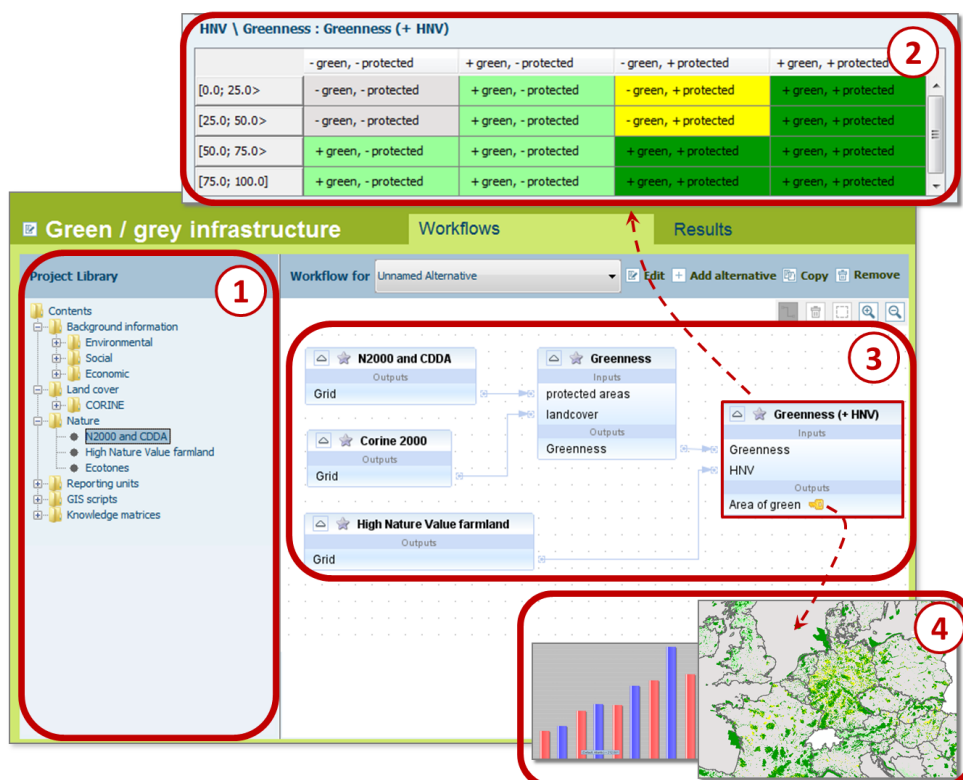 HNV \ Greenness : Greenness (+ HNV)
2
- green, - protected + green, - protected - green, + protected + green, + protected
[0.0; 25.0> - green, - protected + green, - protected - green, + protected + green, + protected
[25.0; 50.0> - green, - protected + green, - protected - green, + protected + green, + protected
[50.0; 75.0> + green, - protected + green, - protected + green, + protected + green, + protected
[75.0; 100.0] + green, - protected + green, - protected + green, + protected + green, + protected
Green / grey infrastructure Workflows Results
Project Library
1
Workflow for Unnamed Alternative Edit Add alternative Copy Remove
Contents
Background information
Environmental
Social
Economic
Land cover
CORINE
Nature
N2000 and CDDA
High Nature Value farmland
Ecotones
Reporting units
GIS scripts
Knowledge matrices
3
N2000 and CDDA
Outputs
Grid
Corine 2000
Outputs
Grid
High Nature Value farmland
Outputs
Grid
Greenness
Inputs
protected areas
landcover
Outputs
Greenness
Greenness (+ HNV)
Inputs
Greenness
HNV
Outputs
Area of green
4